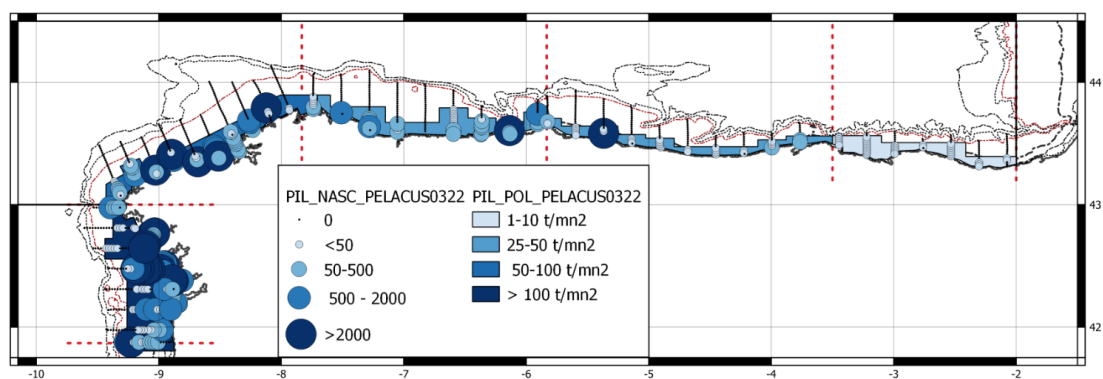 44
43
42
PIL_NASC_PELACUS0322
0
<50
50-500
500 - 2000
>2000
PIL_POL_PELACUS0322
1-10 t/mn2
25-50 t/mn2
50-100 t/mn2
> 100 t/mn2
-10 -9 -8 -7 -6 -5 -4 -3 -2